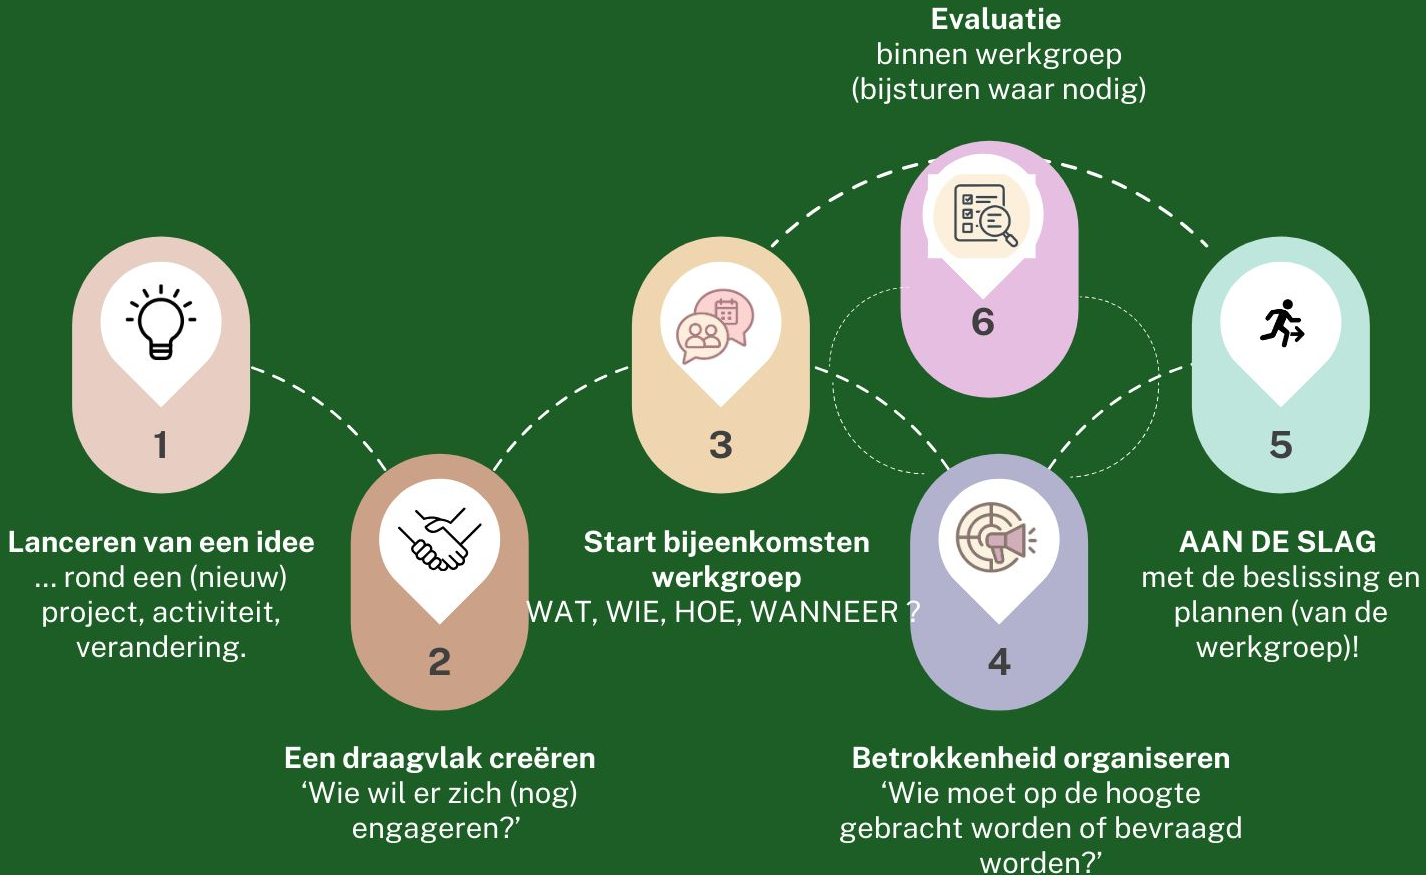 1
Lanceren van een idee
... rond een (nieuw)
project, activiteit,
verandering.
2
Een draagvlak creëren
‘Wie wil er zich (nog)
engageren?’
3
Start bijeenkomsten
werkgroep
WAT, WIE, HOE, WANNEER ?
4
Betrokkenheid organiseren
‘Wie moet op de hoogte
gebracht worden of bevraagd
worden?’
5
AAN DE SLAG
met de beslissing en
plannen (van de
werkgroep)!
Evaluatie
binnen werkgroep
(bijsturen waar nodig)
6